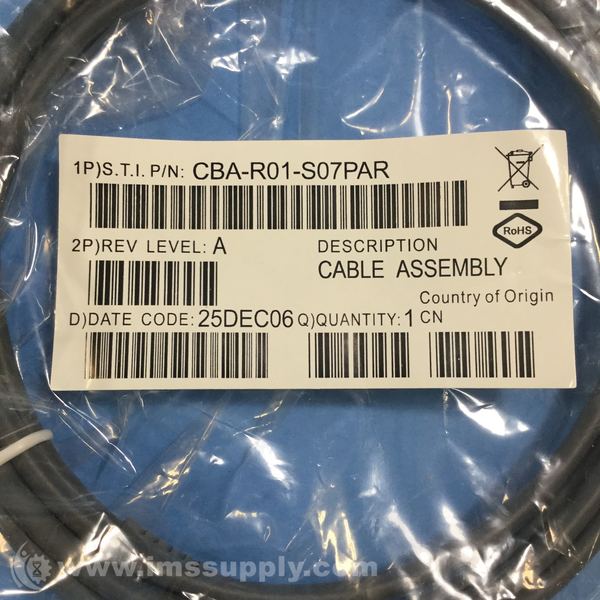 1P)S.T.I. P/N: CBA-R01-S07PAR
RoHS
2P)REV LEVEL: A
DESCRIPTION
CABLE ASSEMBLY
Country of Origin
D)DATE CODE: 25DEC06 Q)QUANTITY: 1 CN
www.imssupply.com